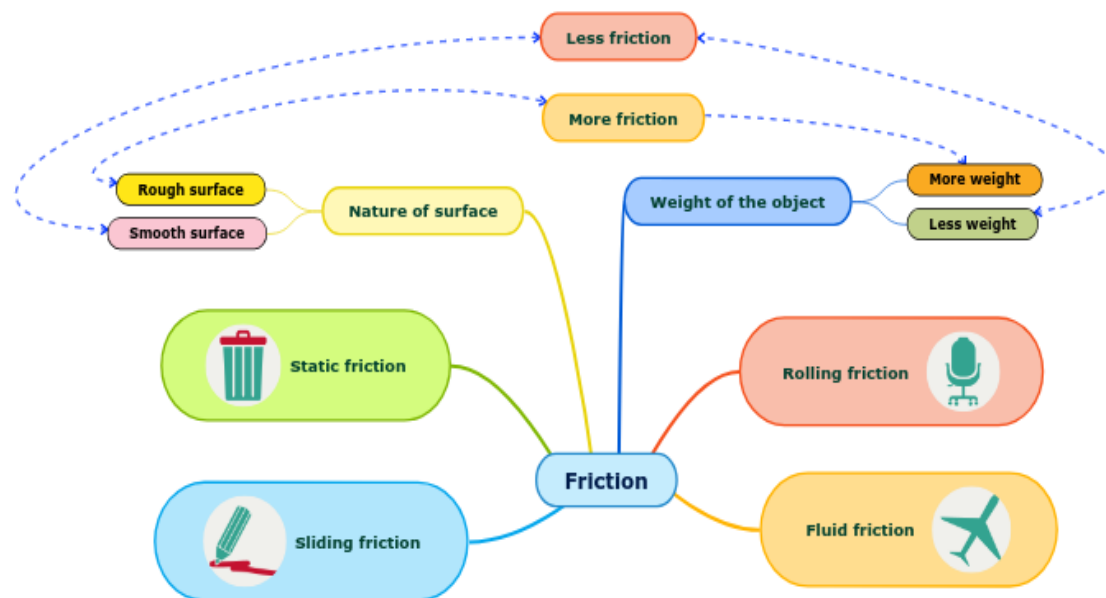 Less friction
More friction
Rough surface
Smooth surface
Nature of surface
Weight of the object
More weight
Less weight
Static friction
Rolling friction
Friction
Sliding friction
Fluid friction